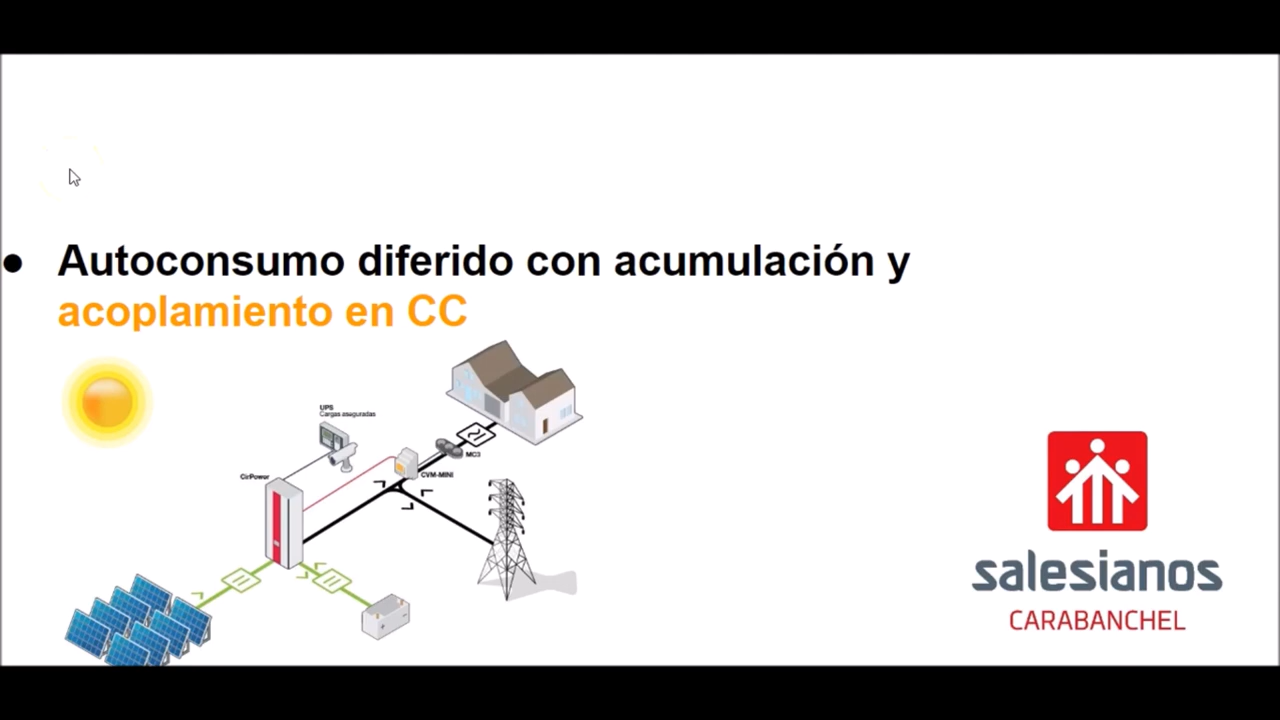 ● Autoconsumo diferido con acumulación y
acoplamiento en CC
UPS
Cargas aseguradas
CirPower
MC3
CVM-MINI
salesianos
CARABANCHEL